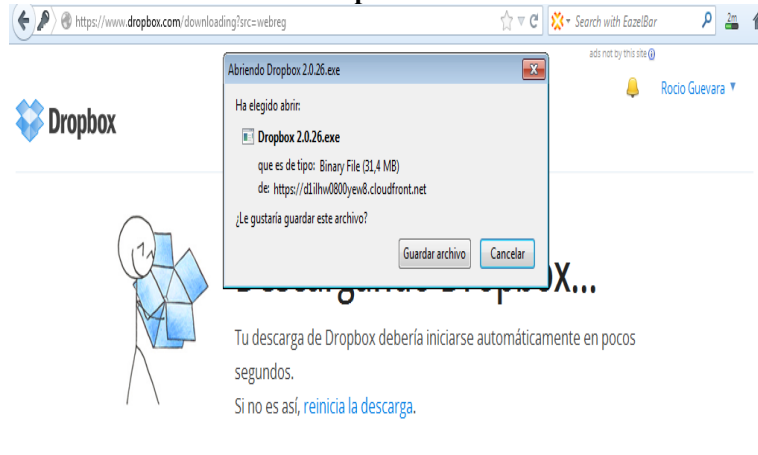 https://www.dropbox.com/downloading?src=webreg
Search with EazelBar
2m
ads not by this site
Abriendo Dropbox 2.0.26.exe
Rocio Guevara
Dropbox
Ha elegido abrir:
Dropbox 2.0.26.exe
que es de tipo: Binary File (31,4 MB)
de: https://d1ilhw0800yew8.cloudfront.net
¿Le gustaría guardar este archivo?
Guardar archivo Cancelar
Descargando Dropbox...
Tu descarga de Dropbox debería iniciarse automáticamente en pocos
segundos.
Si no es así, reinicia la descarga.